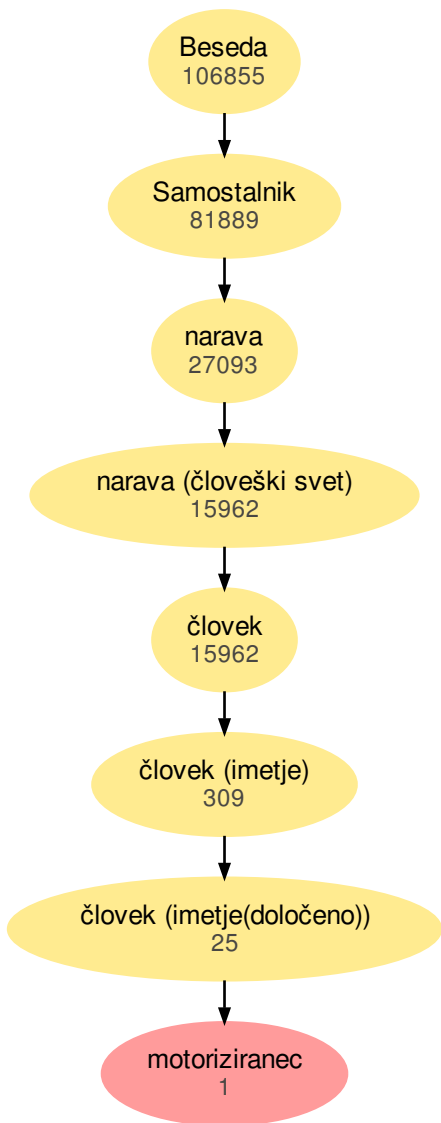 Beseda
106855
Samostalnik
81889
narava
27093
narava (človeški svet)
15962
človek
15962
človek (imetje)
309
človek (imetje(določeno))
25
motoriziranec
1